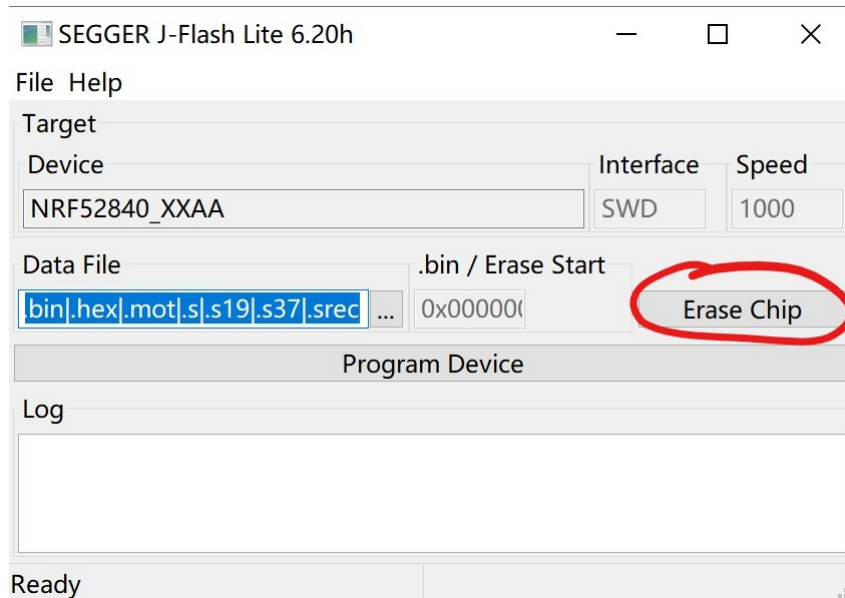 SEGGER J-Flash Lite 6.20h
File Help
Target
Device
Interface
Speed
NRF52840_XXAA
SWD
1000
Data File
.bin / Erase Start
.bin|.hex|.mot|.s|.s19|.s37|.srec
...
0x000000
Erase Chip
Program Device
Log
Ready